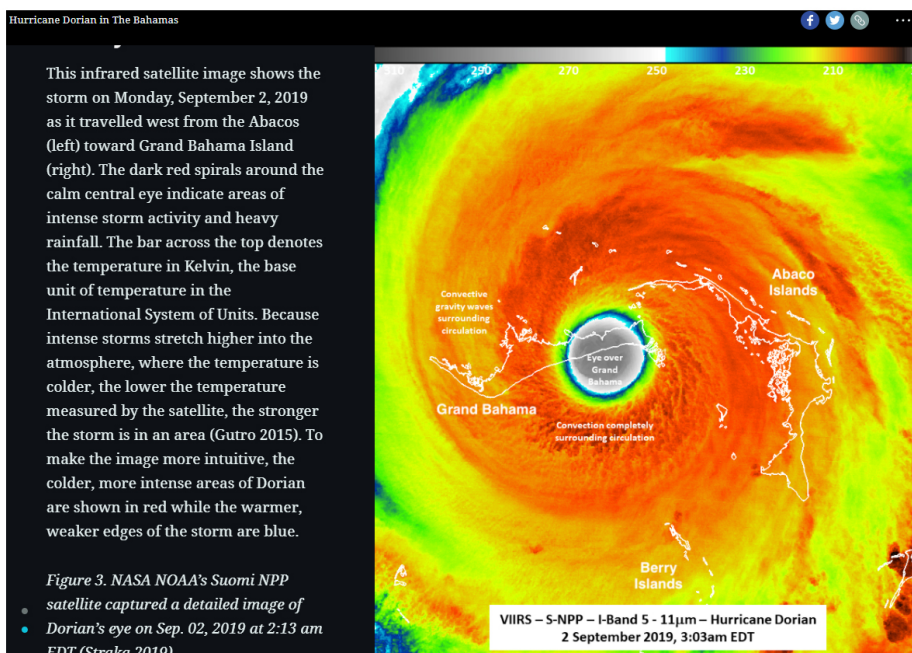 Hurricane Dorian in The Bahamas
This infrared satellite image shows the
storm on Monday, September 2, 2019
as it travelled west from the Abacos
(left) toward Grand Bahama Island
(right). The dark red spirals around the
calm central eye indicate areas of
intense storm activity and heavy
rainfall. The bar across the top denotes
the temperature in Kelvin, the base
unit of temperature in the
International System of Units. Because
intense storms stretch higher into the
atmosphere, where the temperature is
colder, the lower the temperature
measured by the satellite, the stronger
the storm is in an area (Gutro 2015). To
make the image more intuitive, the
colder, more intense areas of Dorian
are shown in red while the warmer,
weaker edges of the storm are blue.
Figure 3. NASA NOAA's Suomi NPP
satellite captured a detailed image of
Dorian's eye on Sep. 02, 2019 at 2:13 am
EDT (Straka 2019)
310 290 270 250 230 210
Abaco
Islands
Convective
gravity waves
surrounding
circulation
Eye over
Grand
Bahama
Grand Bahama
Convection completely
surrounding circulation
Berry
Islands
VIIRS – S-NPP – I-Band 5 - 11µm – Hurricane Dorian
2 September 2019, 3:03am EDT